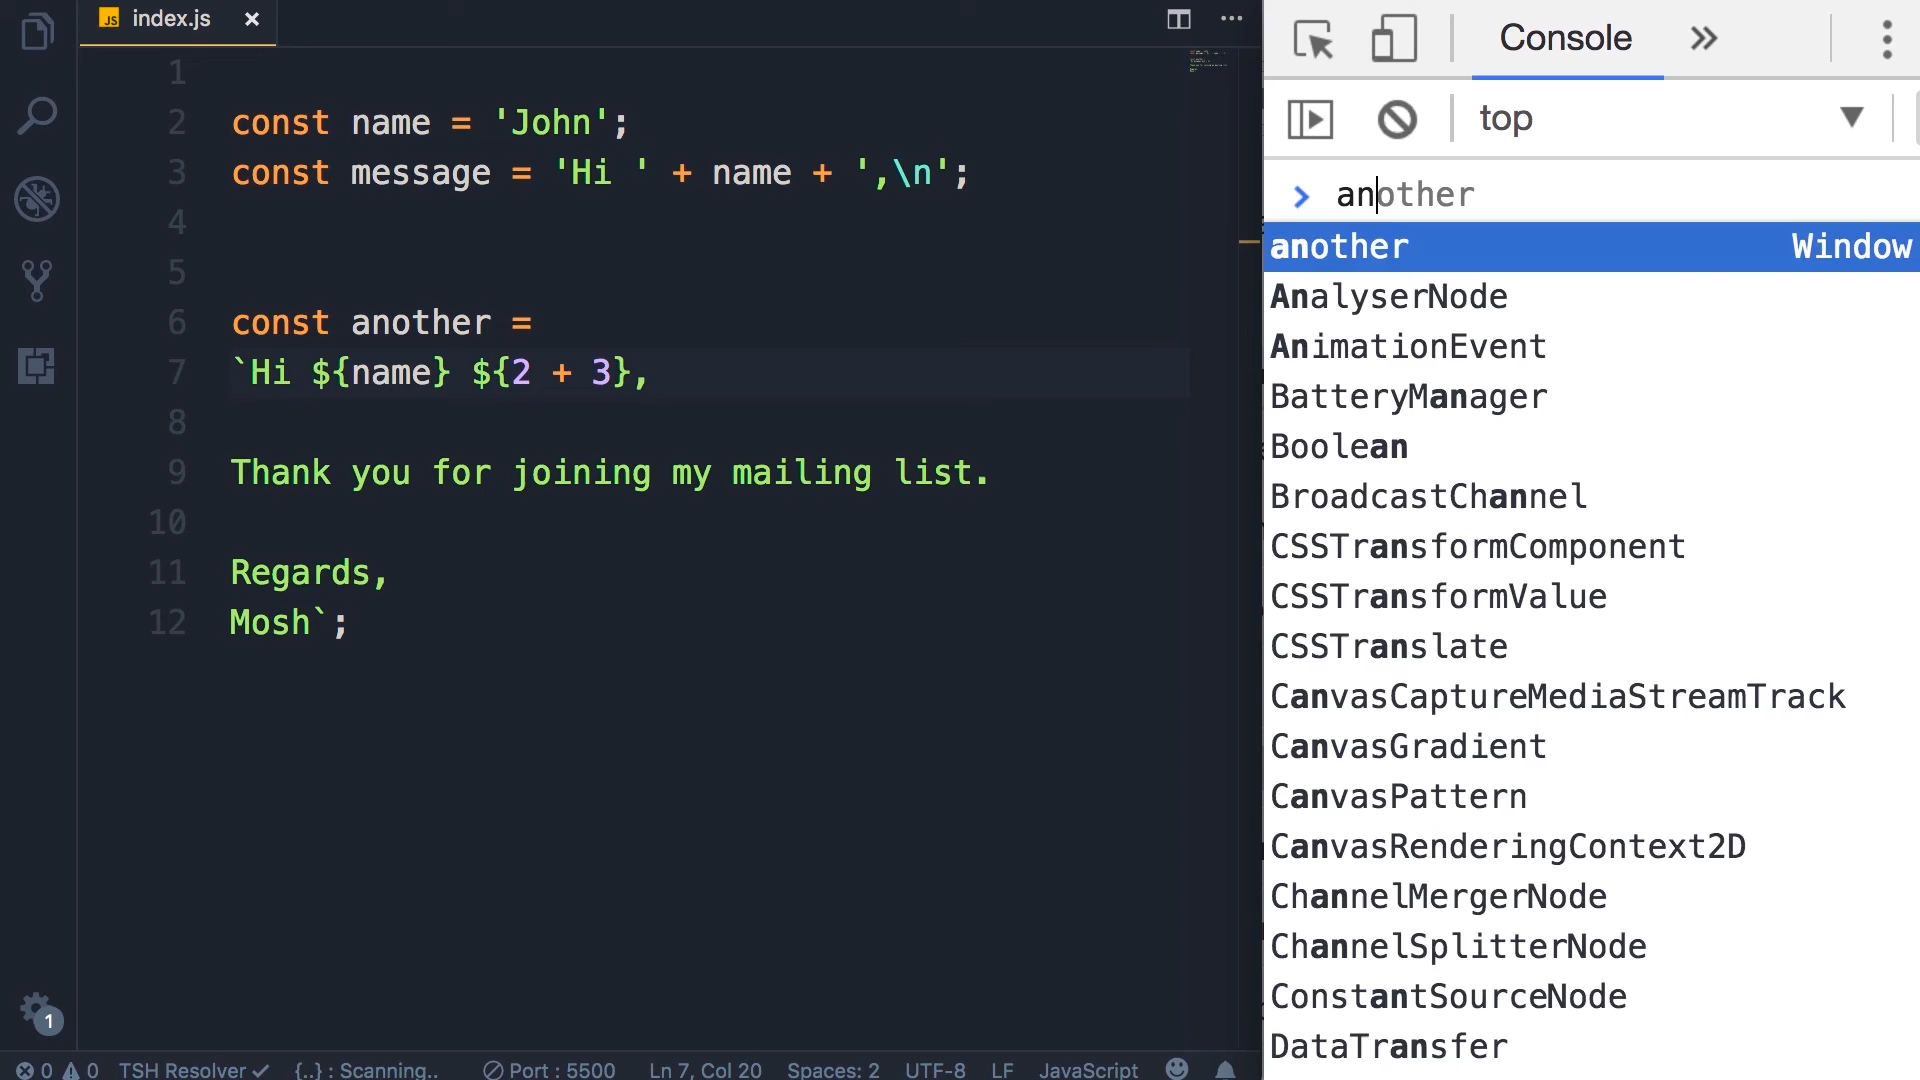 JS index.js
1
2 const name = 'John';
3 const message = 'Hi ' + name + ',\n';
4
5
6 const another =
7 `Hi ${name} ${2 + 3},
8
9 Thank you for joining my mailing list.
10
11 Regards,
12 Mosh`;
1
0 0 TSH Resolver {..} : Scanning.. Port : 5500 Ln 7, Col 20 Spaces: 2 UTF-8 LF JavaScript
Console
top
another
another Window
AnalyserNode
AnimationEvent
BatteryManager
Boolean
BroadcastChannel
CSSTransformComponent
CSSTransformValue
CSSTranslate
CanvasCaptureMediaStreamTrack
CanvasGradient
CanvasPattern
CanvasRenderingContext2D
ChannelMergerNode
ChannelSplitterNode
ConstantSourceNode
DataTransfer